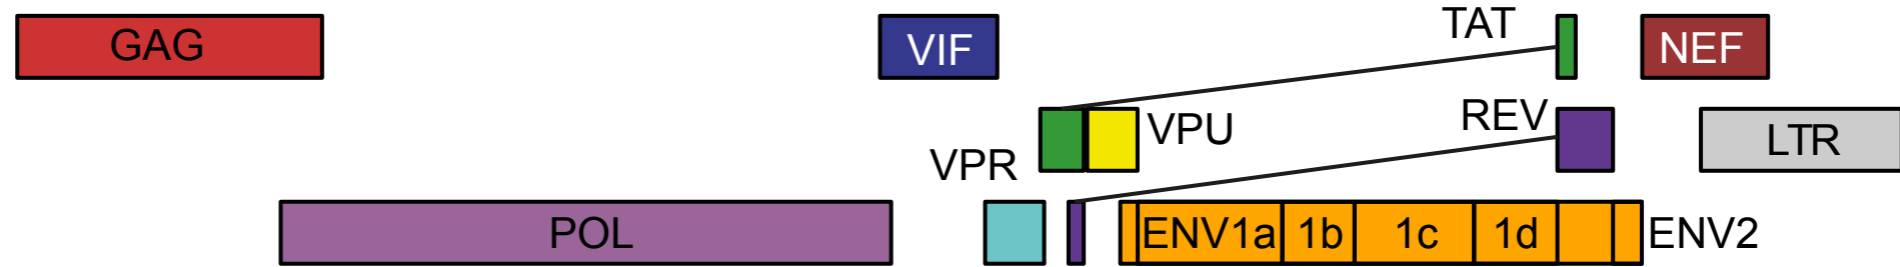 GAG
VIF
TAT
NEF
VPU
REV
LTR
VPR
POL
ENV1a 1b 1c 1d ENV2